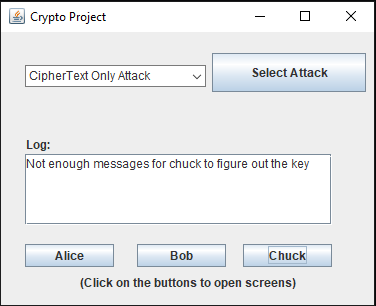 Crypto Project
CipherText Only Attack
Select Attack
Log:
Not enough messages for chuck to figure out the key
Alice
Bob
Chuck
(Click on the buttons to open screens)